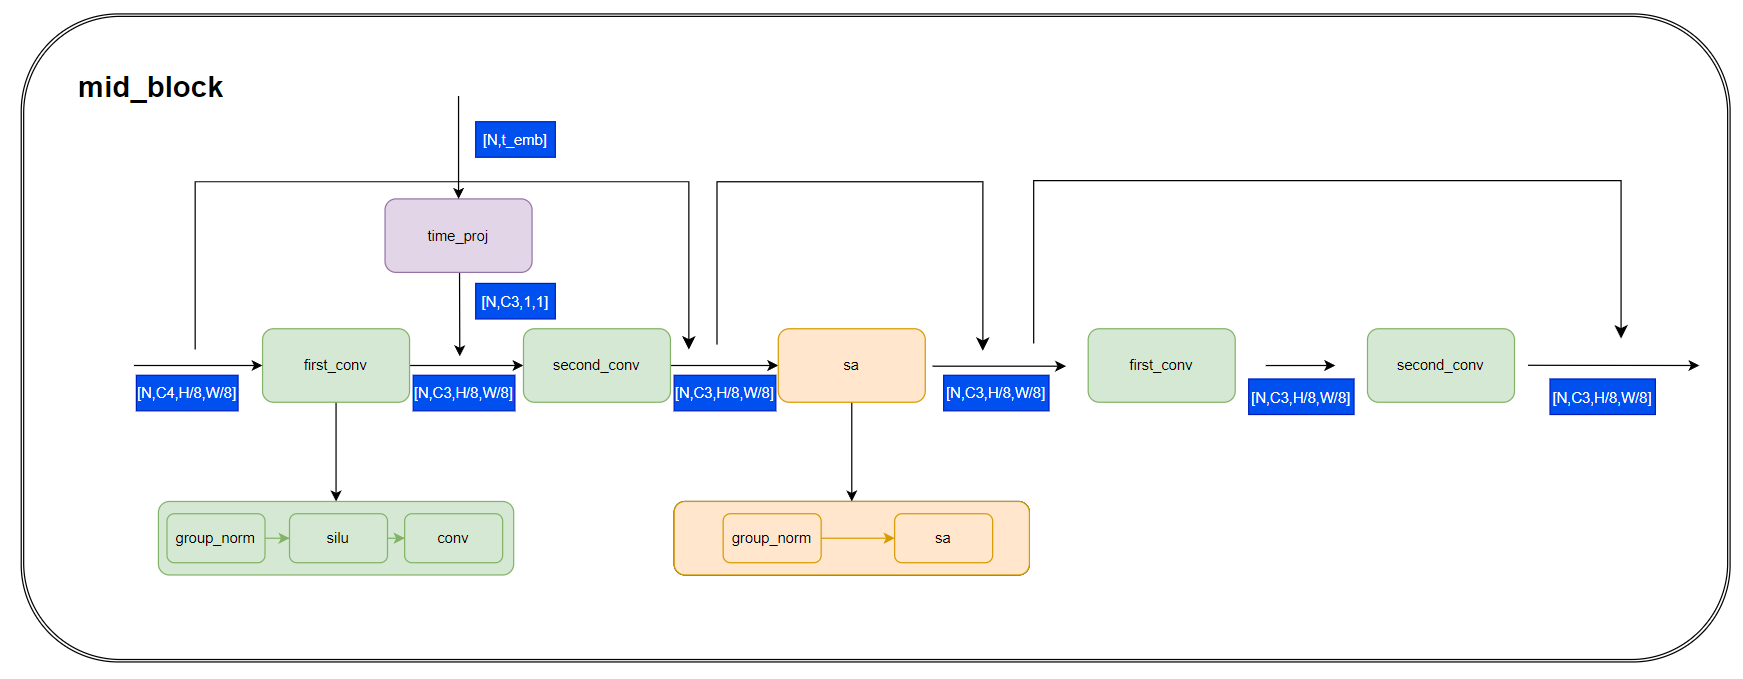 mid_block
[N,t_emb]
time_proj
[N,C3,1,1]
first_conv
second_conv
sa
first_conv
second_conv
[N,C4,H/8,W/8]
[N,C3,H/8,W/8]
[N,C3,H/8,W/8]
[N,C3,H/8,W/8]
[N,C3,H/8,W/8]
[N,C3,H/8,W/8]
group_norm
silu
conv
group_norm
sa